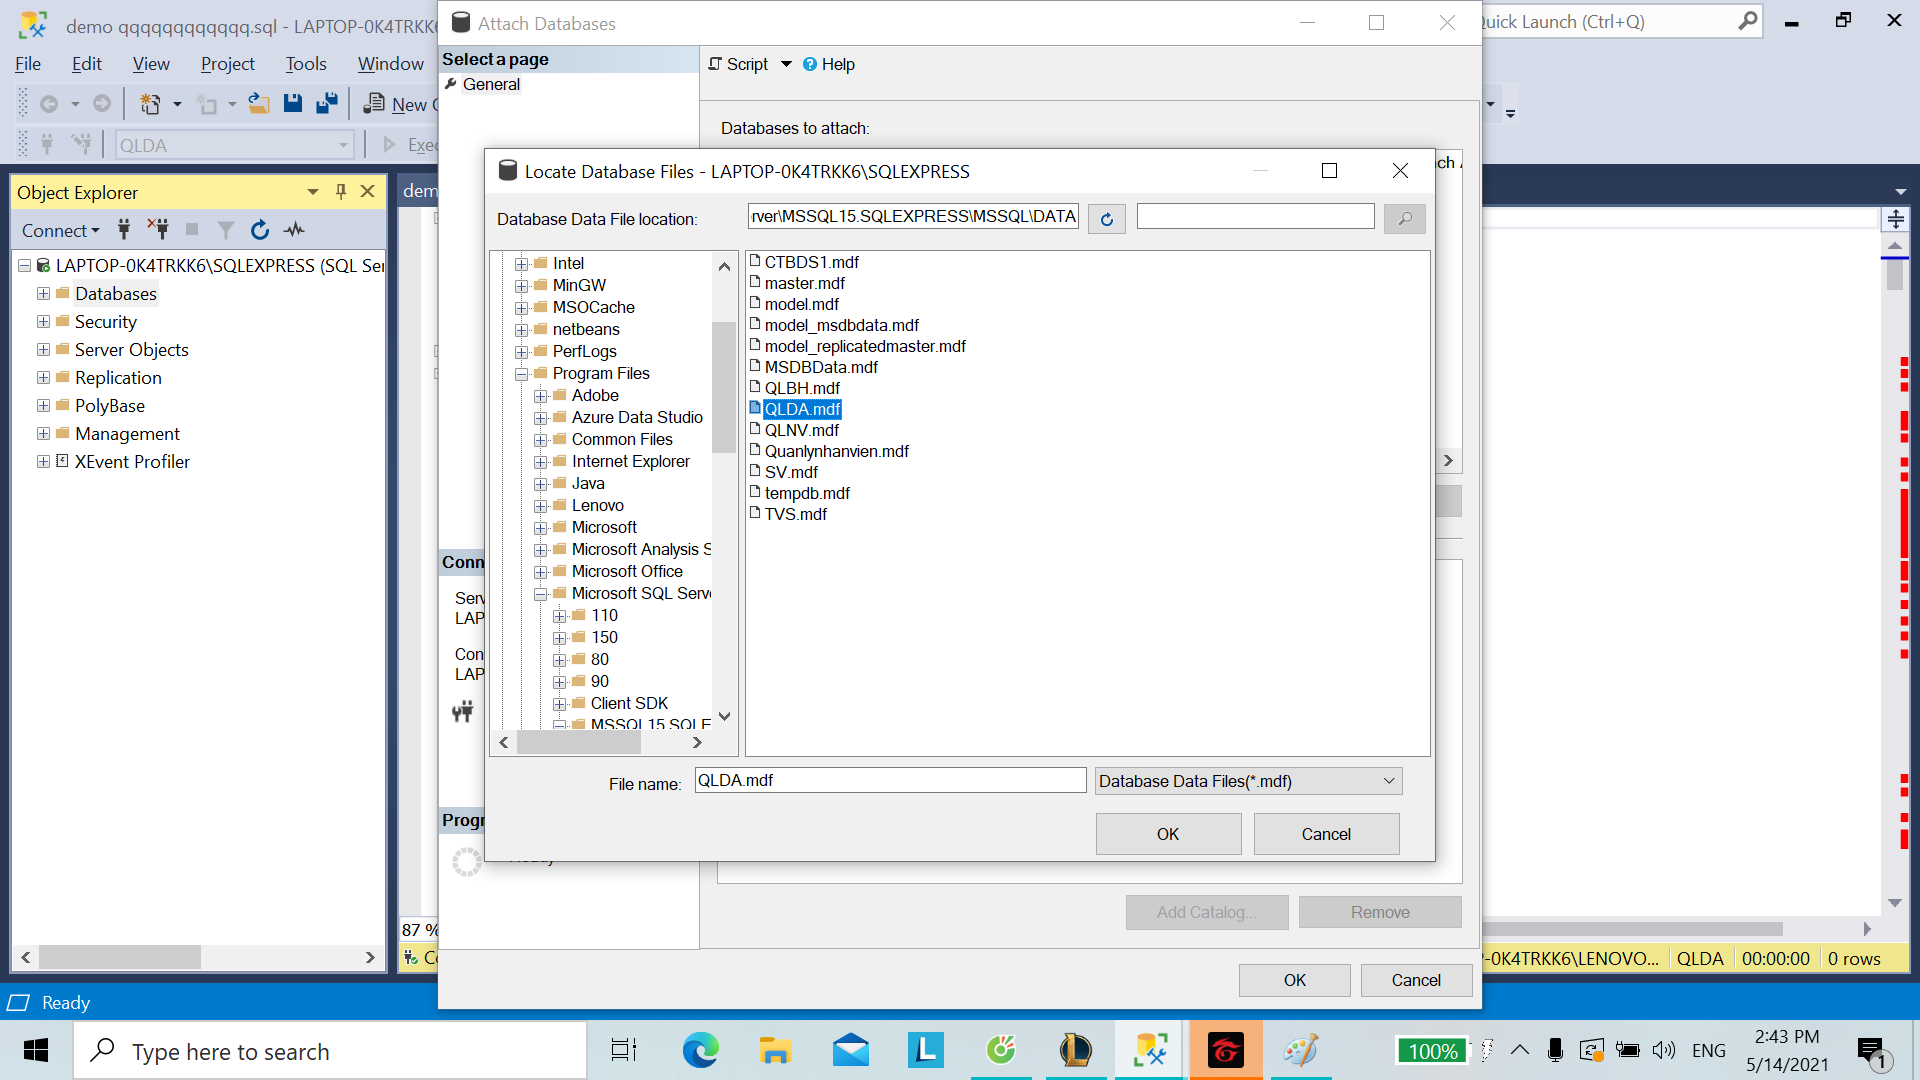 demo qqqqqqqqqqqq.sql - LAPTOP-0K4TRKK6
Attach Databases
Quick Launch (Ctrl+Q)
File Edit View Project Tools Window
Select a page
General
Script Help
New
QLDA
Databases to attach:
Locate Database Files - LAPTOP-0K4TRKK6\SQLEXPRESS
Object Explorer
Connect
Database Data File location:
rver\MSSQL15.SQLEXPRESS\MSSQL\DATA
LAPTOP-0K4TRKK6\SQLEXPRESS (SQL Ser
Databases
Security
Server Objects
Replication
PolyBase
Management
XEvent Profiler
Intel
MinGW
MSOCache
netbeans
PerfLogs
Program Files
Adobe
Azure Data Studio
Common Files
Internet Explorer
Java
Lenovo
Microsoft
Microsoft Analysis S
Microsoft Office
Microsoft SQL Serve
110
150
80
90
Client SDK
MSSQL15.SQLE
CTBDS1.mdf
master.mdf
model.mdf
model_msdbdata.mdf
model_replicatedmaster.mdf
MSDBData.mdf
QLBH.mdf
QLDA.mdf
QLNV.mdf
Quanlynhanvien.mdf
SV.mdf
tempdb.mdf
TVS.mdf
Conn
Serv
LAP
Con
LAP
Progr
File name: QLDA.mdf
Database Data Files(*.mdf)
OK Cancel
Add Catalog... Remove
87 %
OK Cancel
P-0K4TRKK6\LENOVO... QLDA 00:00:00 0 rows
Ready
Type here to search
100%
ENG
2:43 PM
5/14/2021
1